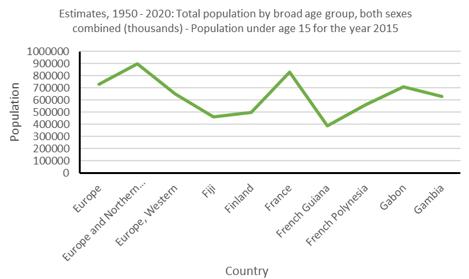 Estimates, 1950 - 2020: Total population by broad age group, both sexes
combined (thousands) - Population under age 15 for the year 2015
Population
1000000
900000
800000
700000
600000
500000
400000
300000
200000
100000
0
Europe
Europe and Northern...
Europe, Western
Fiji
Finland
France
French Guiana
French Polynesia
Gabon
Gambia
Country